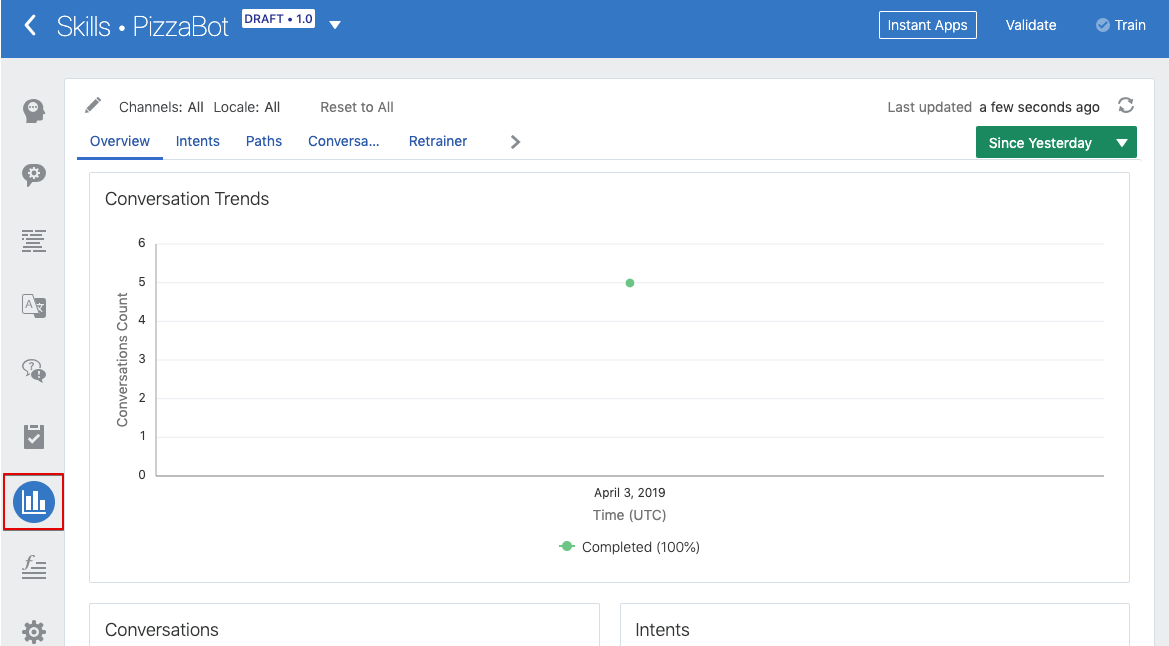 Skills • PizzaBot DRAFT • 1.0 Instant Apps Validate Train
Channels: All Locale: All Reset to All Last updated a few seconds ago
Overview Intents Paths Conversa... Retrainer Since Yesterday
Conversation Trends
6
5
4
3
2
1
0
Conversations Count
April 3, 2019
Time (UTC)
Completed (100%)
Conversations Intents